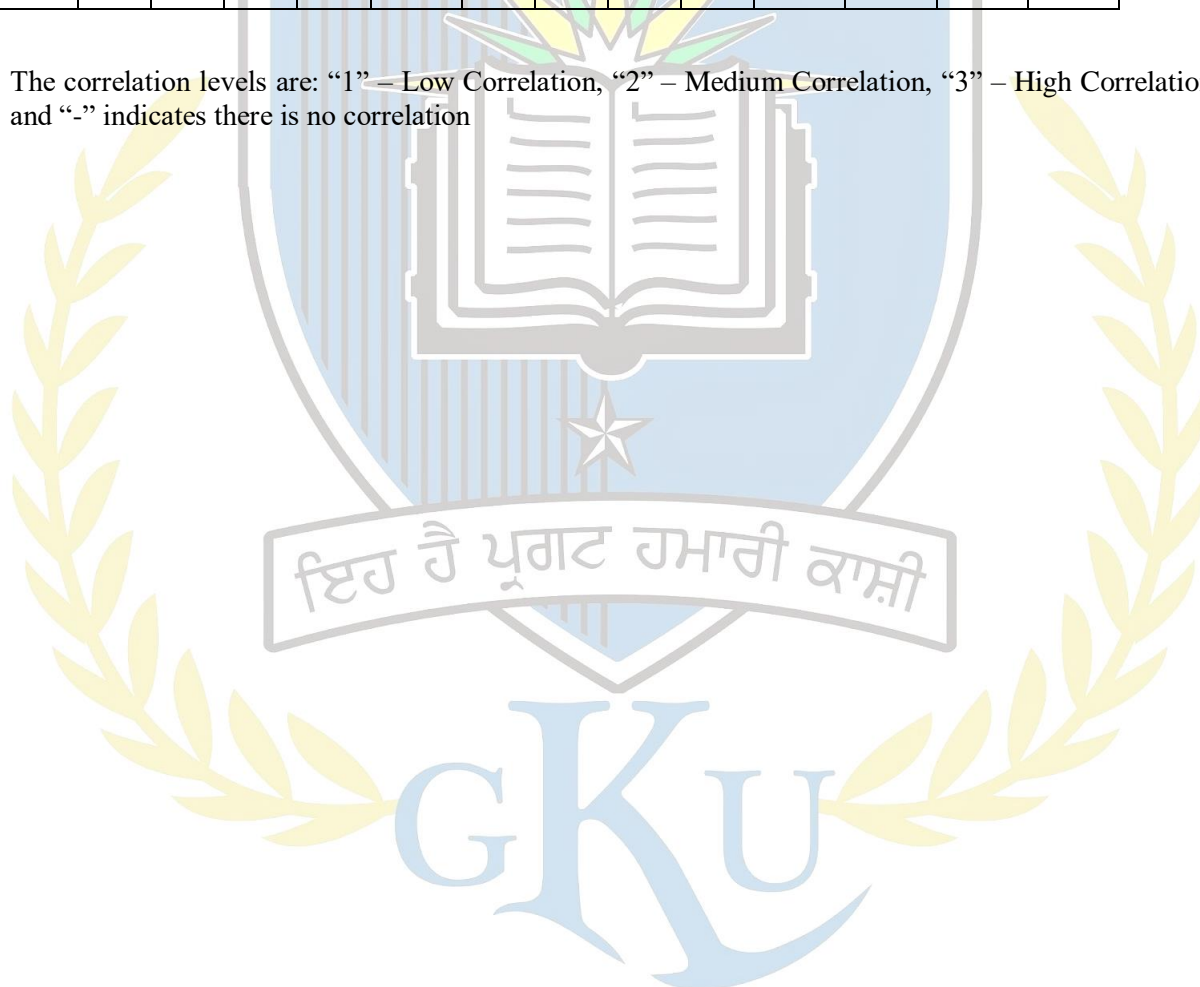 The correlation levels are: “1” – Low Correlation, “2” – Medium Correlation, “3” – High Correlatio
and “-” indicates there is no correlation
ਇਹ ਹੈ ਪ੍ਰਗਟ ਹਮਾਰੀ ਕਾਸ਼ੀ
GKU